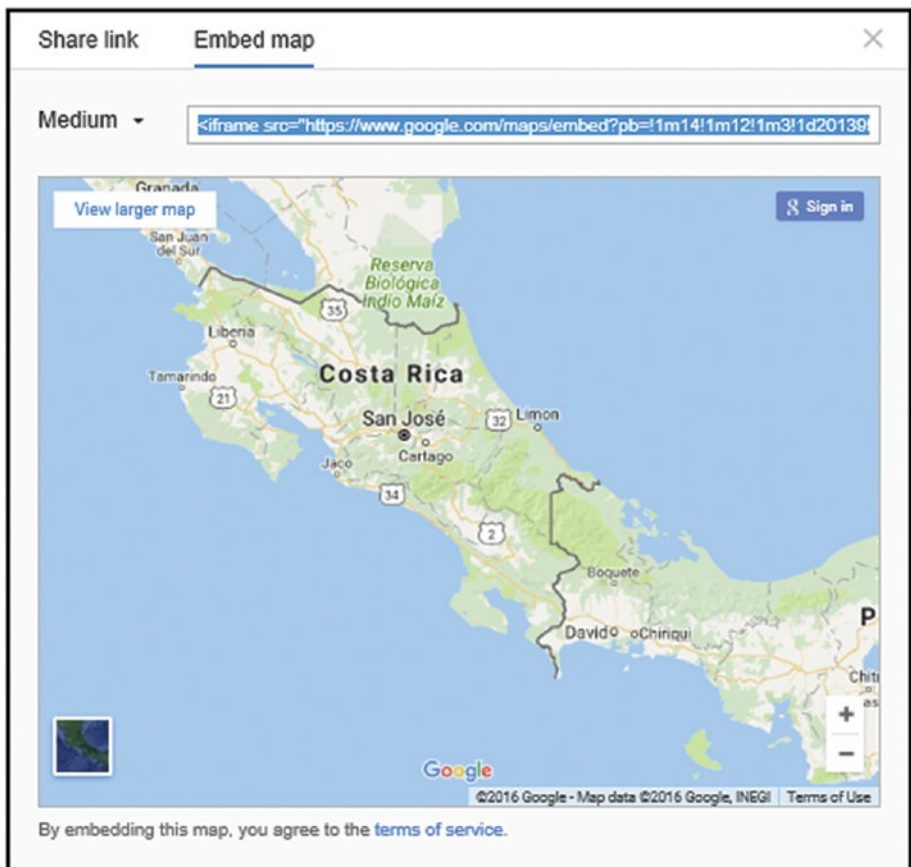 Share link Embed map
Medium
<iframe src="https://www.google.com/maps/embed?pb=!1m14!1m12!1m3!1d20139
Granada
View larger map
Sign in
San Juan
del Sur
Reserva
Biológica
Indio Maíz
35
Liberia
Tamarindo
Costa Rica
21
San José
32
Limon
Cartago
Jaco
34
2
Boquete
P
David
Chiriqui
Chit
as
+
−
Google
©2016 Google - Map data ©2016 Google, INEGI Terms of Use
By embedding this map, you agree to the terms of service.